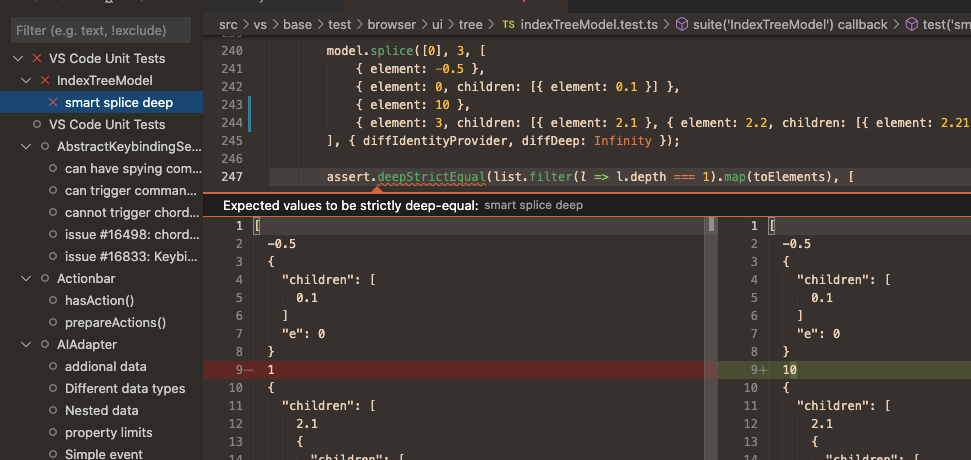 Filter (e.g. text, !exclude)
VS Code Unit Tests
IndexTreeModel
smart splice deep
VS Code Unit Tests
AbstractKeybindingSe...
can have spying com...
can trigger comman...
cannot trigger chord...
issue #16498: chord...
issue #16833: Keybi...
Actionbar
hasAction()
prepareActions()
AIAdapter
addional data
Different data types
Nested data
property limits
Simple event
src > vs > base > test > browser > ui > tree > TS indexTreeModel.test.ts > suite('IndexTreeModel') callback > test('sm
240 model.splice([0], 3, [
241 { element: -0.5 },
242 { element: 0, children: [{ element: 0.1 }] },
243 { element: 10 },
244 { element: 3, children: [{ element: 2.1 }, { element: 2.2, children: [{ element: 2.21
245 ], { diffIdentityProvider, diffDeep: Infinity });
246
247 assert.deepStrictEqual(list.filter(l => l.depth === 1).map(toElements), [
Expected values to be strictly deep-equal: smart splice deep
1 [
2 -0.5
3 {
4 "children": [
5 0.1
6 ]
7 "e": 0
8 }
9- 1
10 {
11 "children": [
12 2.1
13 {
14 "children": [
1 [
2 -0.5
3 {
4 "children": [
5 0.1
6 ]
7 "e": 0
8 }
9+ 10
10 {
11 "children": [
12 2.1
13 {
14 "children": [